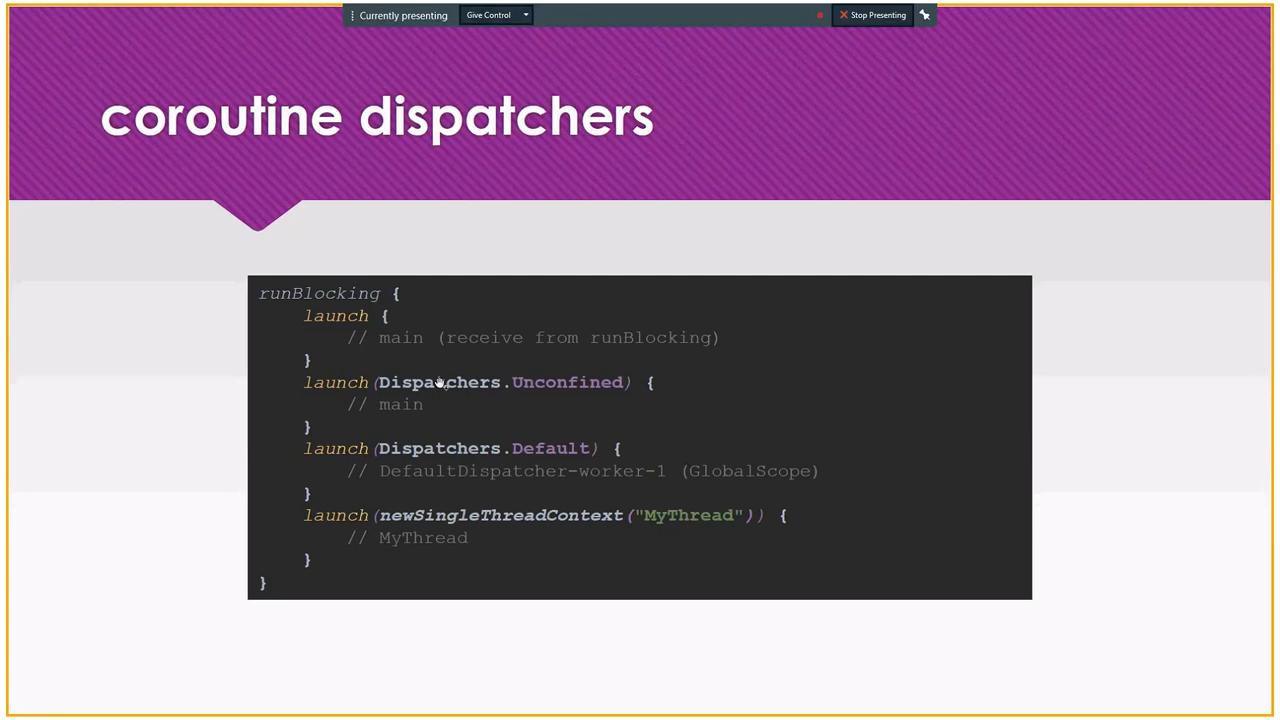 Currently presenting
Give Control
Stop Presenting
coroutine dispatchers
runBlocking {
    launch {
        // main (receive from runBlocking)
    }
    launch(Dispatchers.Unconfined) {
        // main
    }
    launch(Dispatchers.Default) {
        // DefaultDispatcher-worker-1 (GlobalScope)
    }
    launch(newSingleThreadContext("MyThread")) {
        // MyThread
    }
}